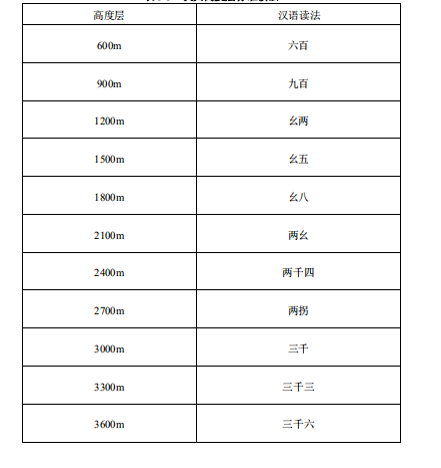 高度层 汉语读法
600m 六百
900m 九百
1200m 幺两
1500m 幺五
1800m 幺八
2100m 两幺
2400m 两千四
2700m 两拐
3000m 三千
3300m 三千三
3600m 三千六